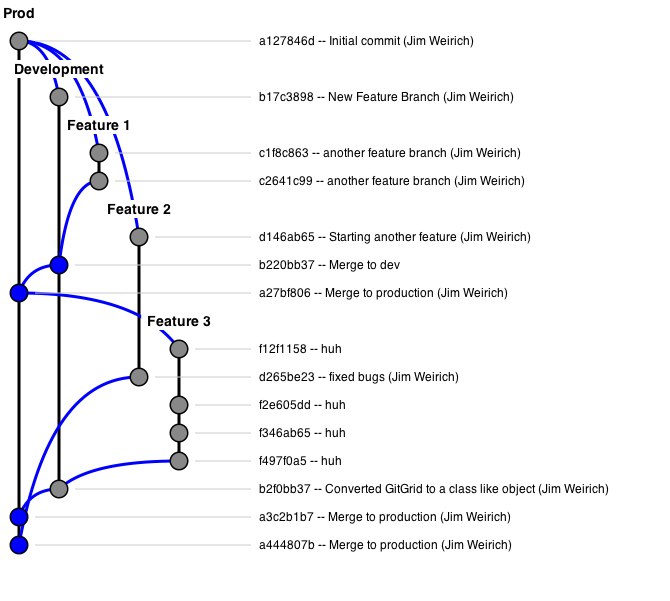 Prod
a127846d -- Initial commit (Jim Weirich)
Development
b17c3898 -- New Feature Branch (Jim Weirich)
Feature 1
c1f8c863 -- another feature branch (Jim Weirich)
c2641c99 -- another feature branch (Jim Weirich)
Feature 2
d146ab65 -- Starting another feature (Jim Weirich)
b220bb37 -- Merge to dev
a27bf806 -- Merge to production (Jim Weirich)
Feature 3
f12f1158 -- huh
d265be23 -- fixed bugs (Jim Weirich)
f2e605dd -- huh
f346ab65 -- huh
f497f0a5 -- huh
b2f0bb37 -- Converted GitGrid to a class like object (Jim Weirich)
a3c2b1b7 -- Merge to production (Jim Weirich)
a444807b -- Merge to production (Jim Weirich)